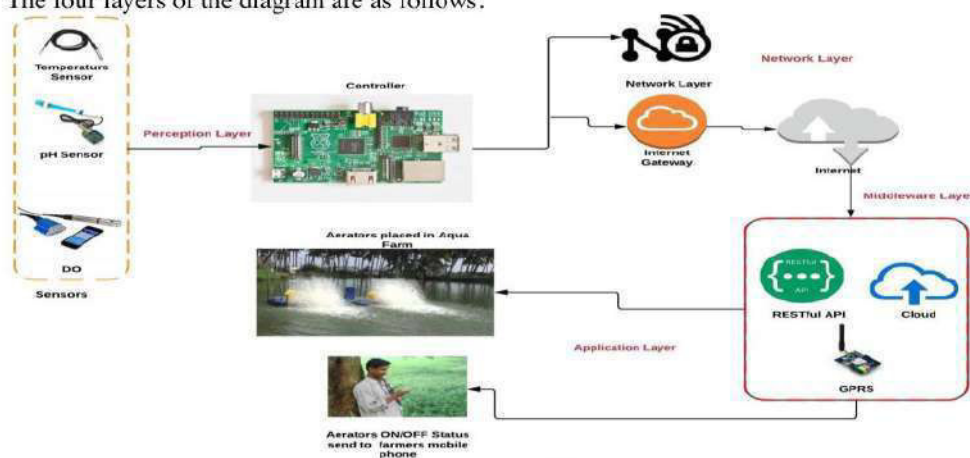 The four layers of the diagram are as follows:
Temperature
Sensor
pH Sensor
DO
Sensors
Perception Layer
Controller
Network Layer
Internet
Gateway
Network Layer
Internet
Middleware Laye
RESTful
{•••}
API
RESTful API
Cloud
GPRS
Aerators placed in Aqua
Farm
Application Layer
Aerators ON/OFF Status
send to farmers mobile
phone